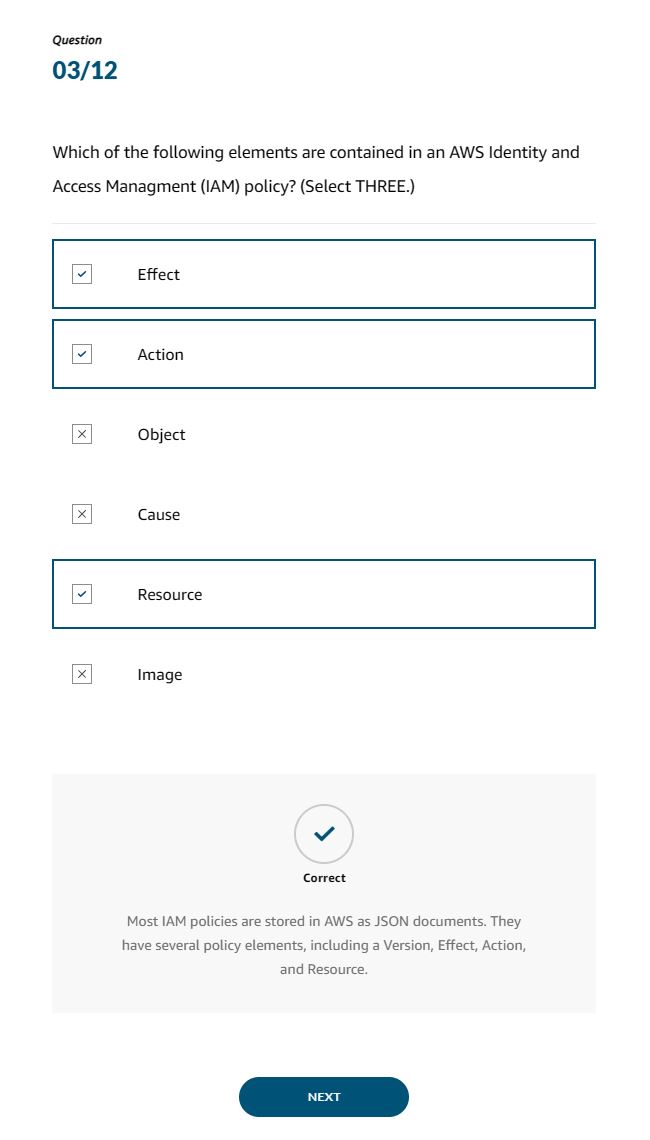 Question
03/12
Which of the following elements are contained in an AWS Identity and
Access Managment (IAM) policy? (Select THREE.)
Effect
Action
Object
Cause
Resource
Image
Correct
Most IAM policies are stored in AWS as JSON documents. They
have several policy elements, including a Version, Effect, Action,
and Resource.
NEXT